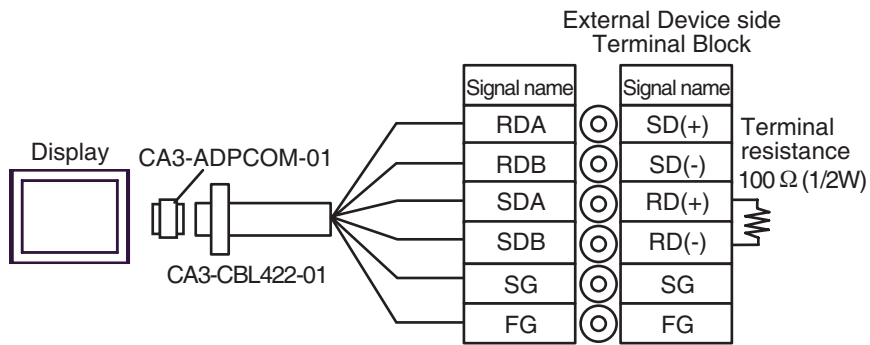 External Device side
Terminal Block
Signal name Signal name
RDA SD(+)
RDB SD(-)
SDA RD(+)
SDB RD(-)
SG SG
FG FG
Terminal
resistance
100 Ω (1/2W)
Display
CA3-ADPCOM-01
CA3-CBL422-01